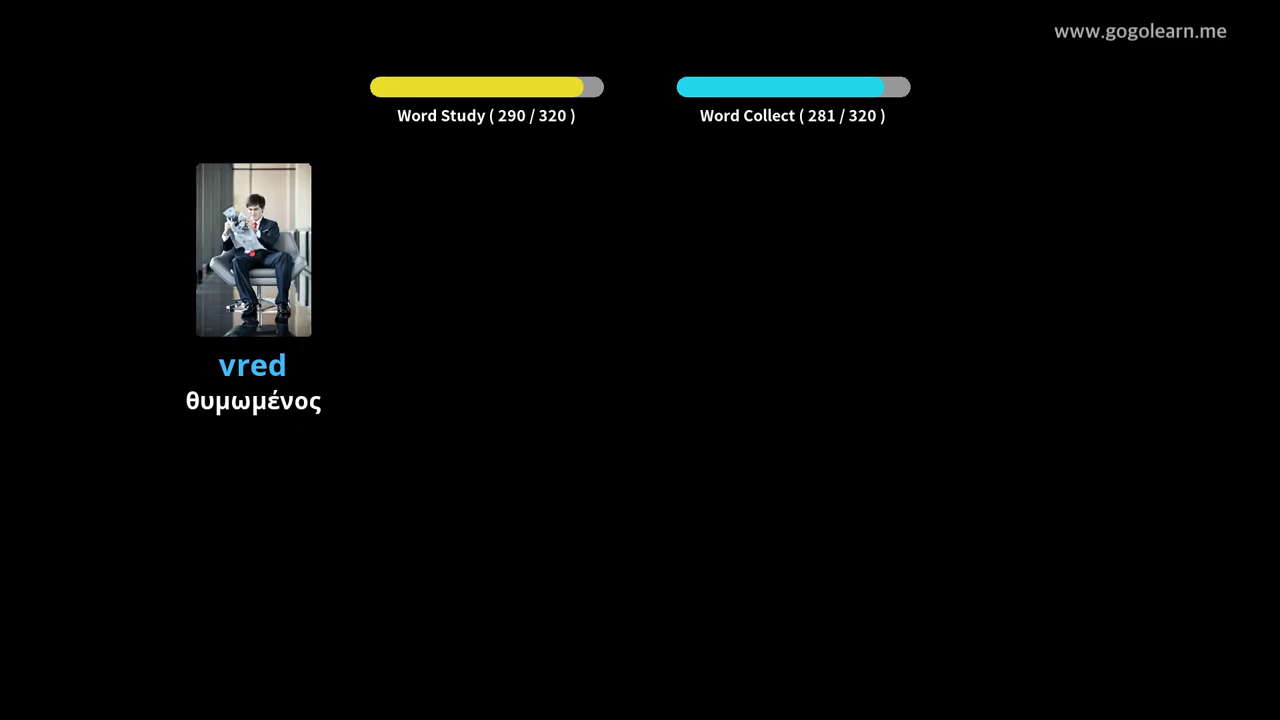 www.gogolearn.me
Word Study ( 290 / 320 )
Word Collect ( 281 / 320 )
vred
θυμωμένος